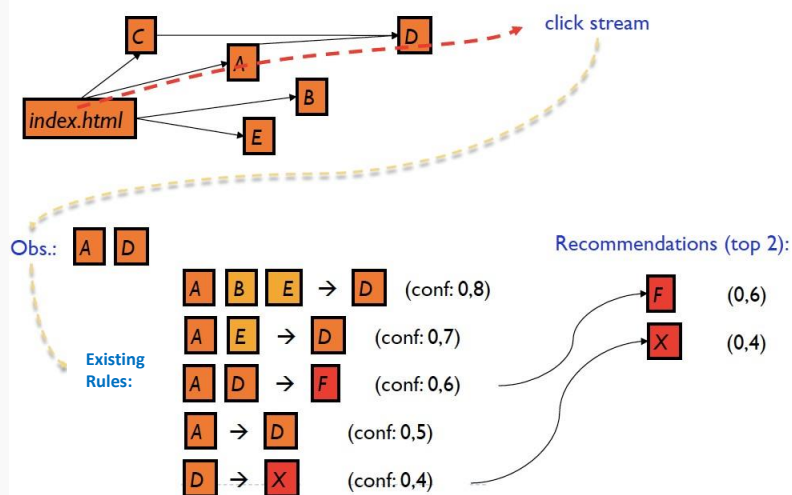 click stream
C
D
A
B
index.html
E
Obs.: A D
Recommendations (top 2):
A B E → D (conf: 0,8)
F (0,6)
A E → D (conf: 0,7)
X (0,4)
Existing
Rules:
A D → F (conf: 0,6)
A → D (conf: 0,5)
D → X (conf: 0,4)